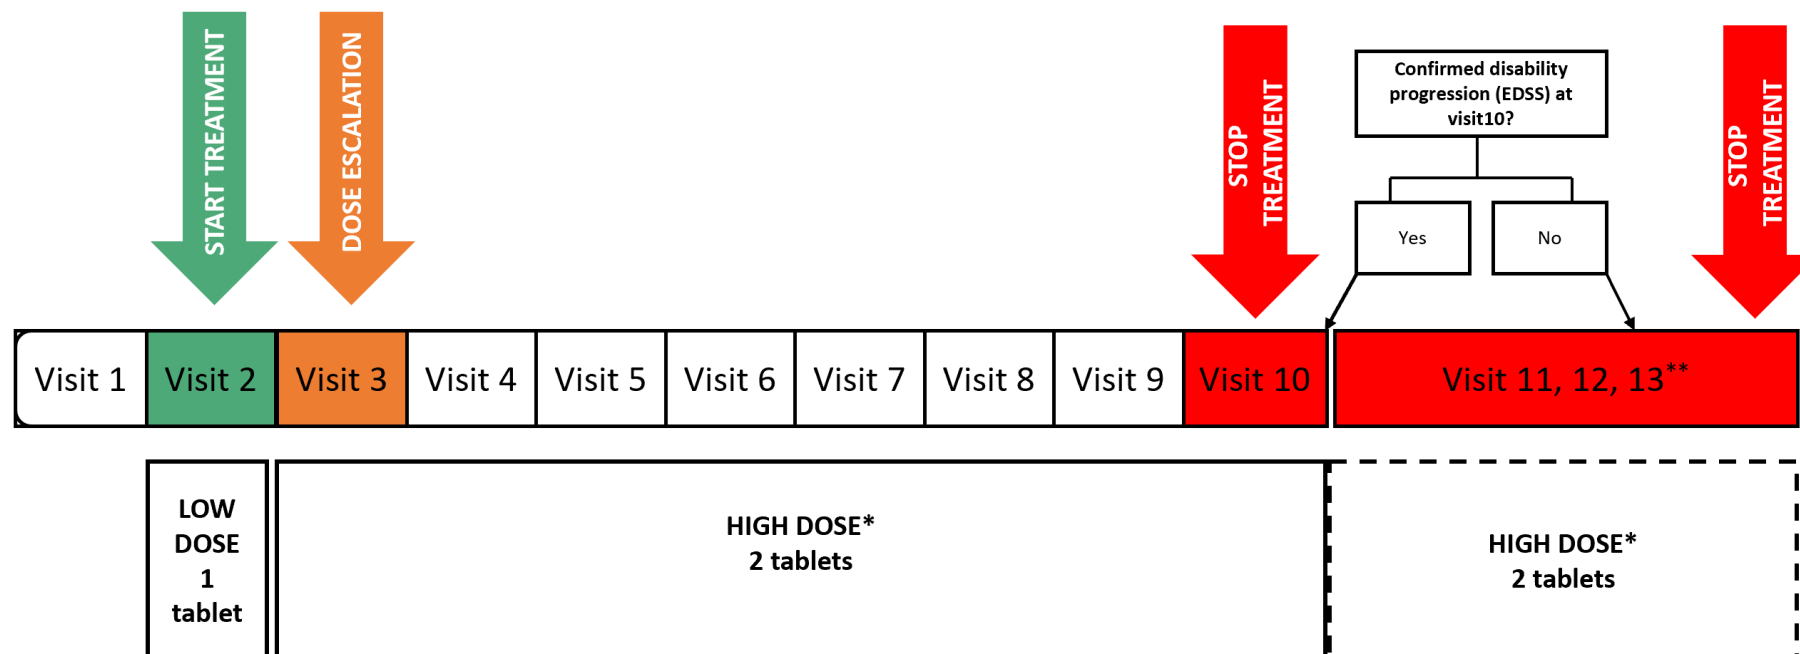 START TREATMENT
DOSE ESCALATION
STOP
TREATMENT
Confirmed disability
progression (EDSS) at
visit10?
Yes
No
STOP
TREATMENT
Visit 1
Visit 2
Visit 3
Visit 4
Visit 5
Visit 6
Visit 7
Visit 8
Visit 9
Visit 10
Visit 11, 12, 13**
LOW
DOSE
1
tablet
HIGH DOSE*
2 tablets
HIGH DOSE*
2 tablets